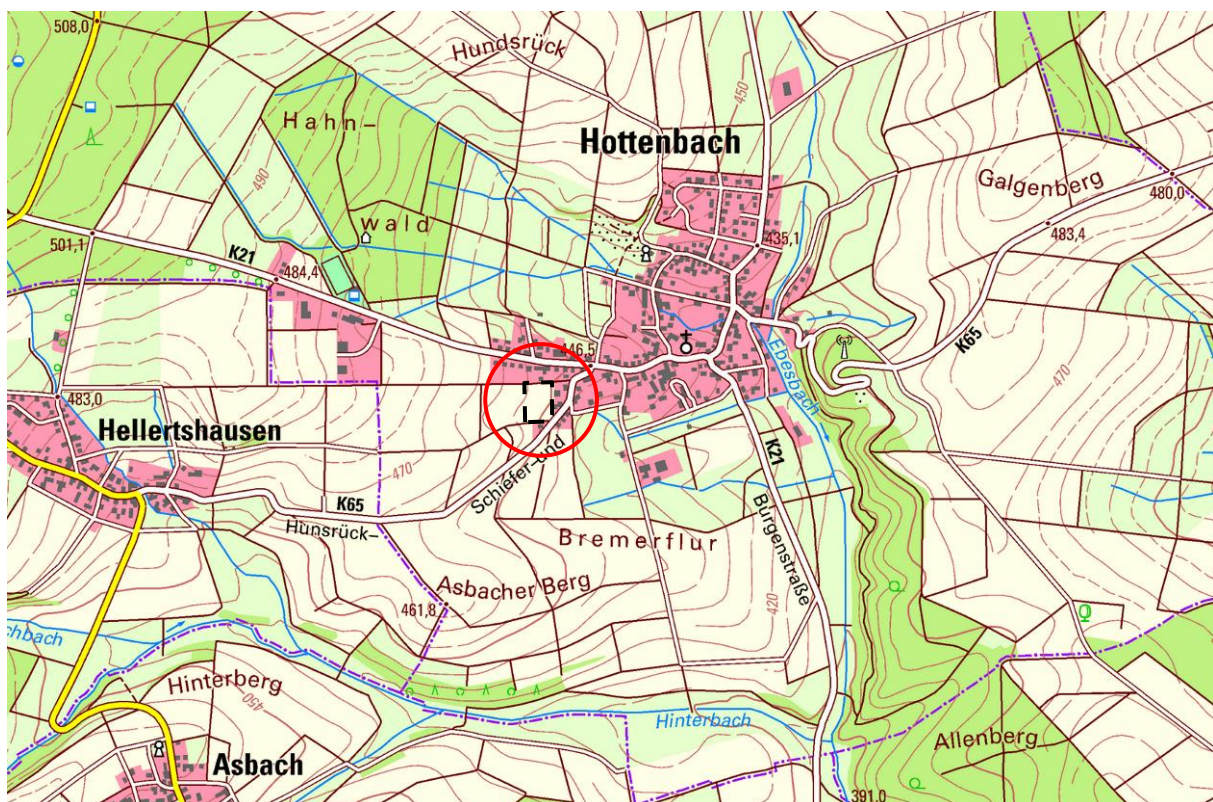 508,0
Hundsrück
450
Hahn–
Hottenbach
490
Galgenberg
480,0
wald
483,4
501,1
K21
435,1
484,4
K65
446,5
Ebesbach
470
483,0
Hellertshausen
470
K21
Schiefer–und
K65
Hunsrück–
Bremerflur
Burgenstraße
Asbacher Berg
461,8
420
chbach
Hinterberg
450
Hinterbach
Allenberg
Asbach
391,0